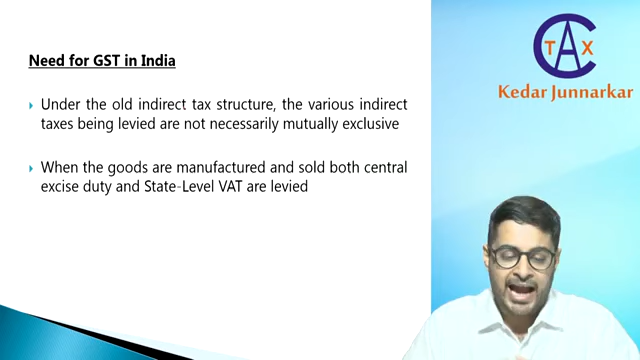 Need for GST in India
Under the old indirect tax structure, the various indirect
taxes being levied are not necessarily mutually exclusive
When the goods are manufactured and sold both central
excise duty and State-Level VAT are levied
CA
TAX
Kedar Junnarkar